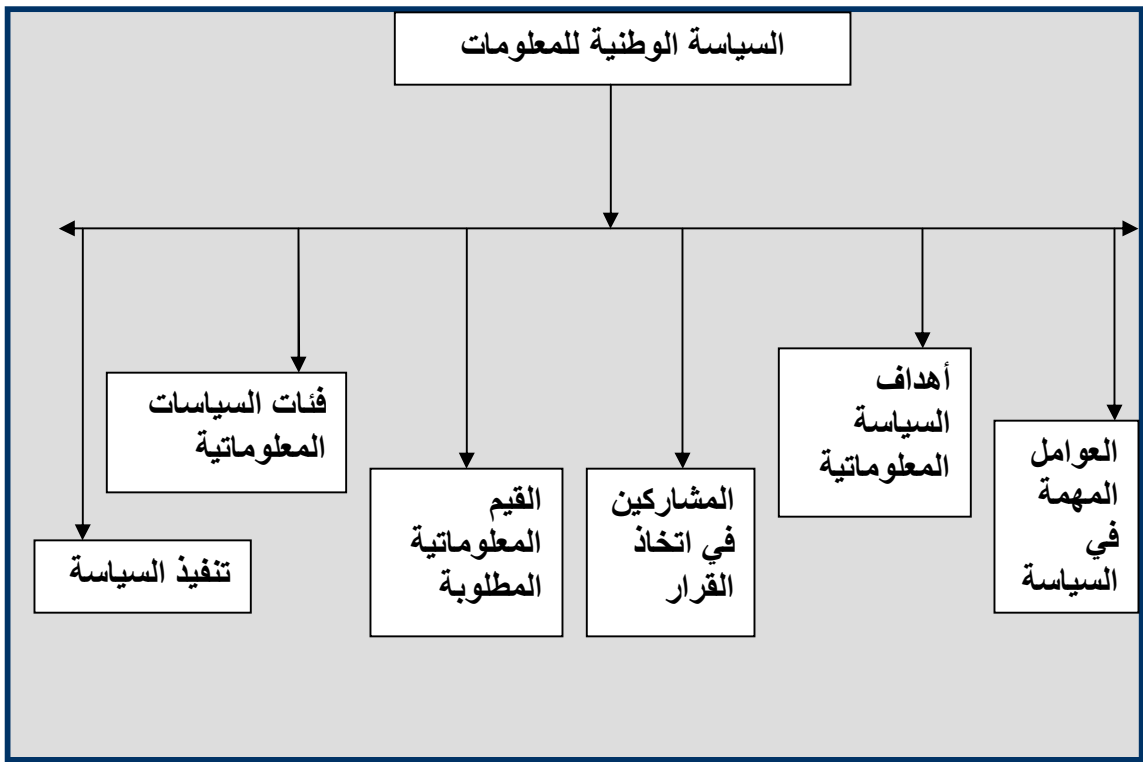 السياسة الوطنية للمعلومات
العوامل
المهمة
في
السياسة
أهداف
السياسة
المعلوماتية
المشاركين
في اتخاذ
القرار
القيم
المعلوماتية
المطلوبة
فئات السياسات
المعلوماتية
تنفيذ السياسة